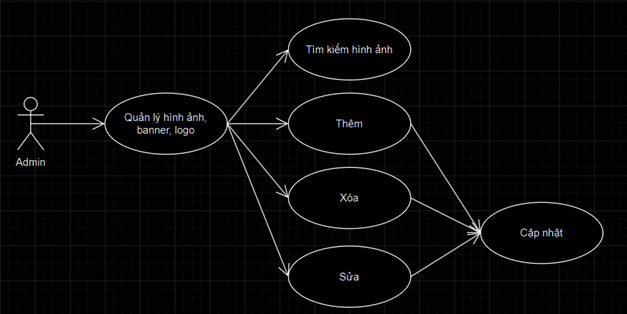 Tìm kiếm hình ảnh
Quản lý hình ảnh,
banner, logo
Thêm
Admin
Xóa
Cập nhật
Sửa